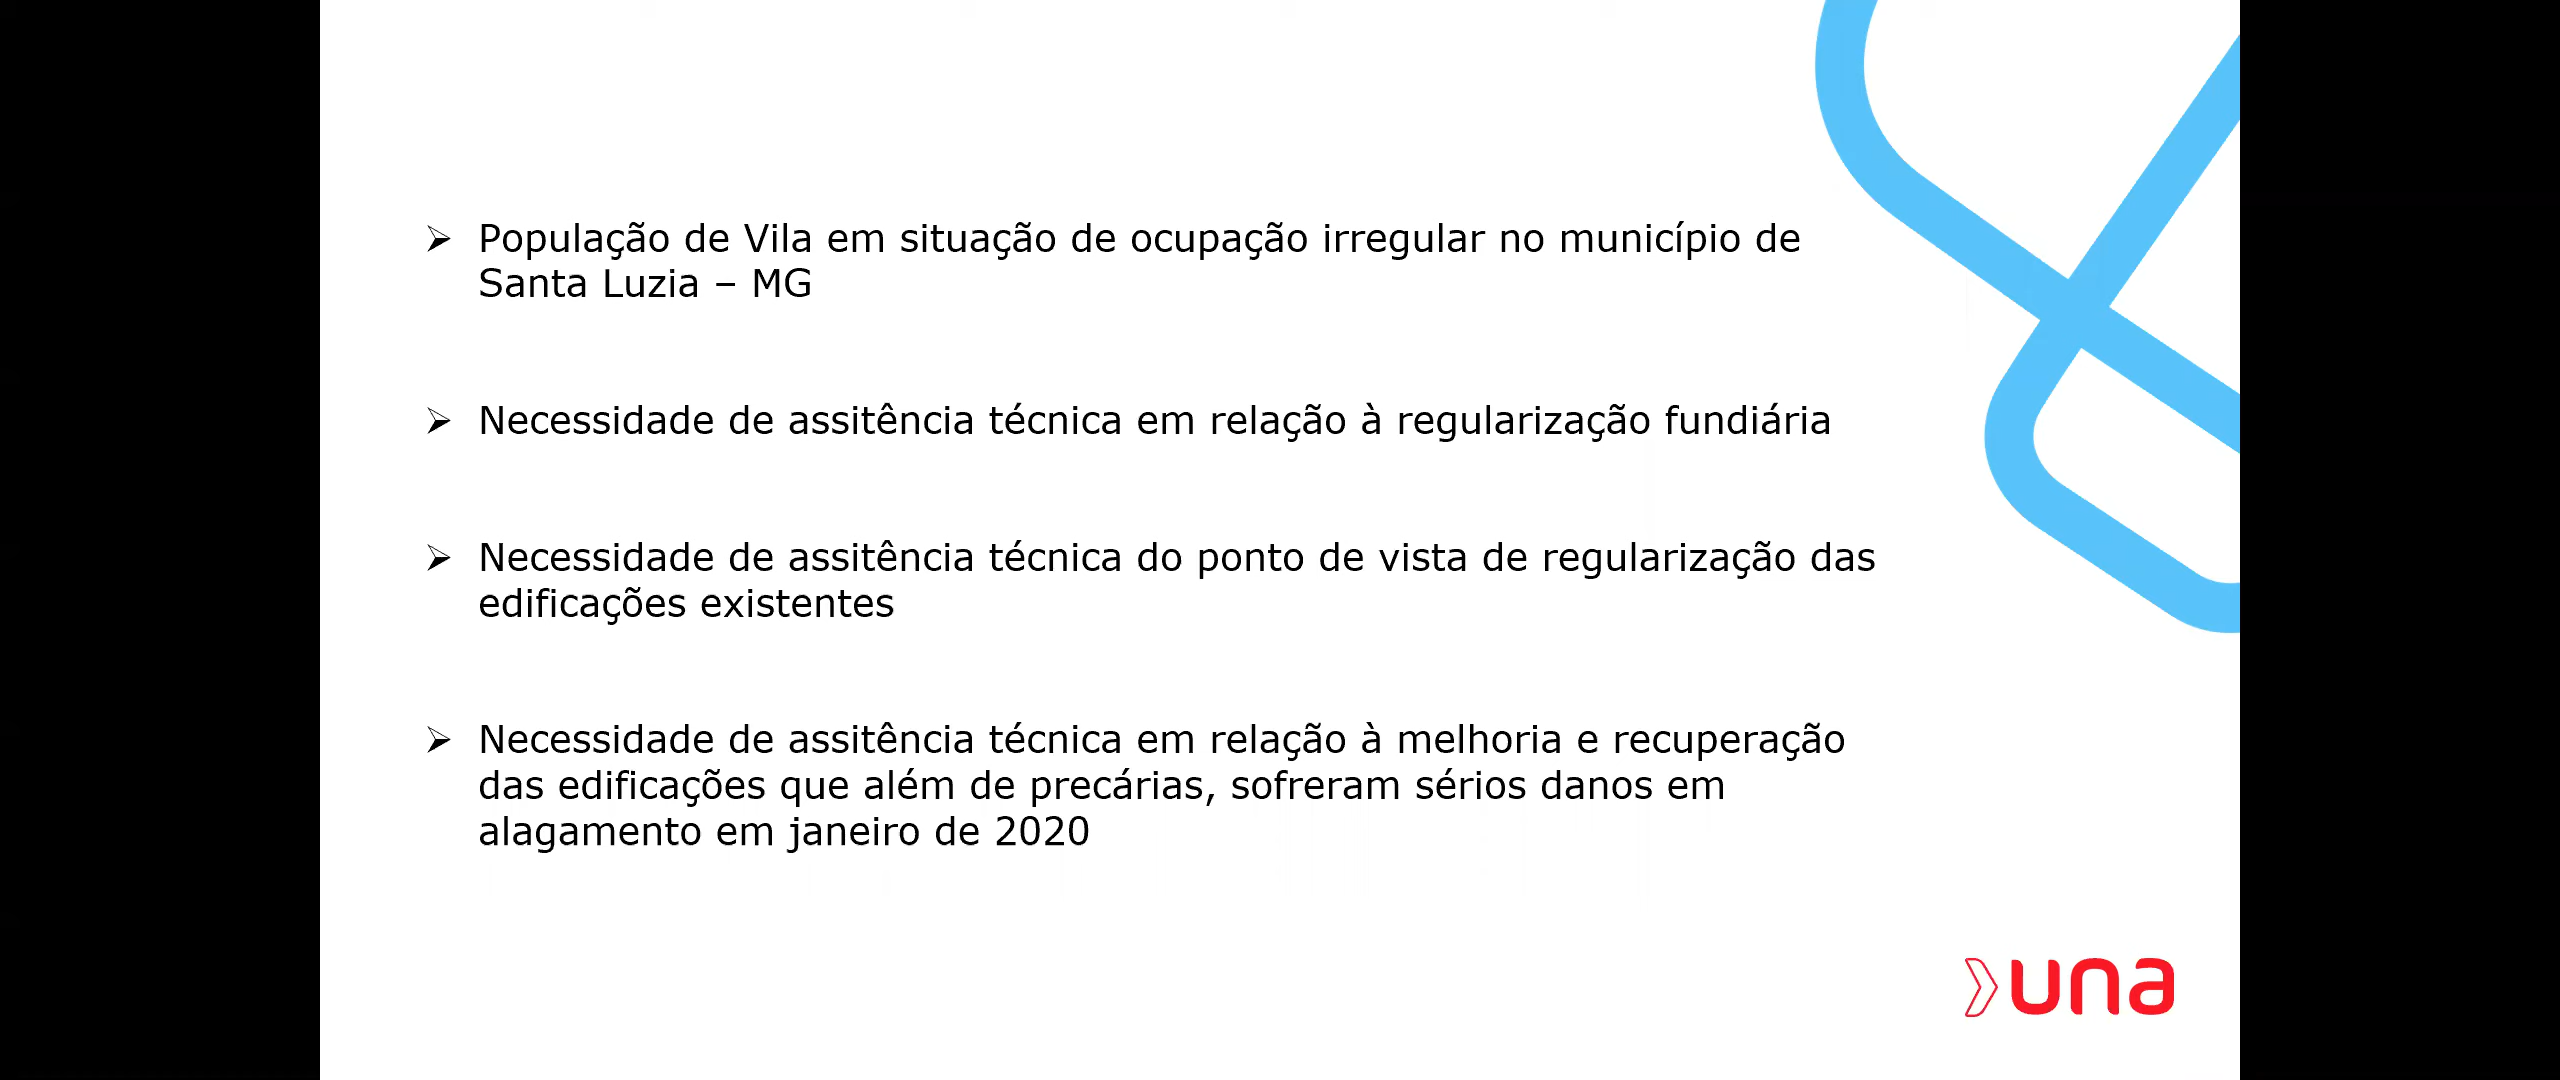 ➢ População de Vila em situação de ocupação irregular no município de
Santa Luzia – MG
➢ Necessidade de assitência técnica em relação à regularização fundiária
➢ Necessidade de assitência técnica do ponto de vista de regularização das
edificações existentes
➢ Necessidade de assitência técnica em relação à melhoria e recuperação
das edificações que além de precárias, sofreram sérios danos em
alagamento em janeiro de 2020
una